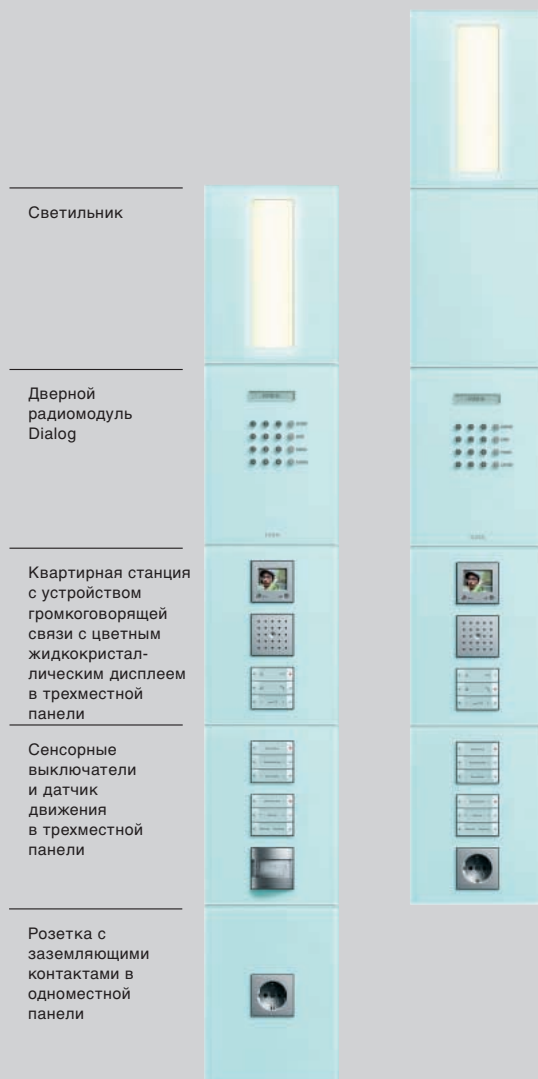 Светильник
Дверной
радиомодуль
Dialog
Квартирная станция
с устройством
громкоговорящей
связи с цветным
жидкокристал-
лическим дисплеем
в трехместной
панели
Сенсорные
выключатели
и датчик
движения
в трехместной
панели
Розетка с
заземляющими
контактами в
одноместной
панели